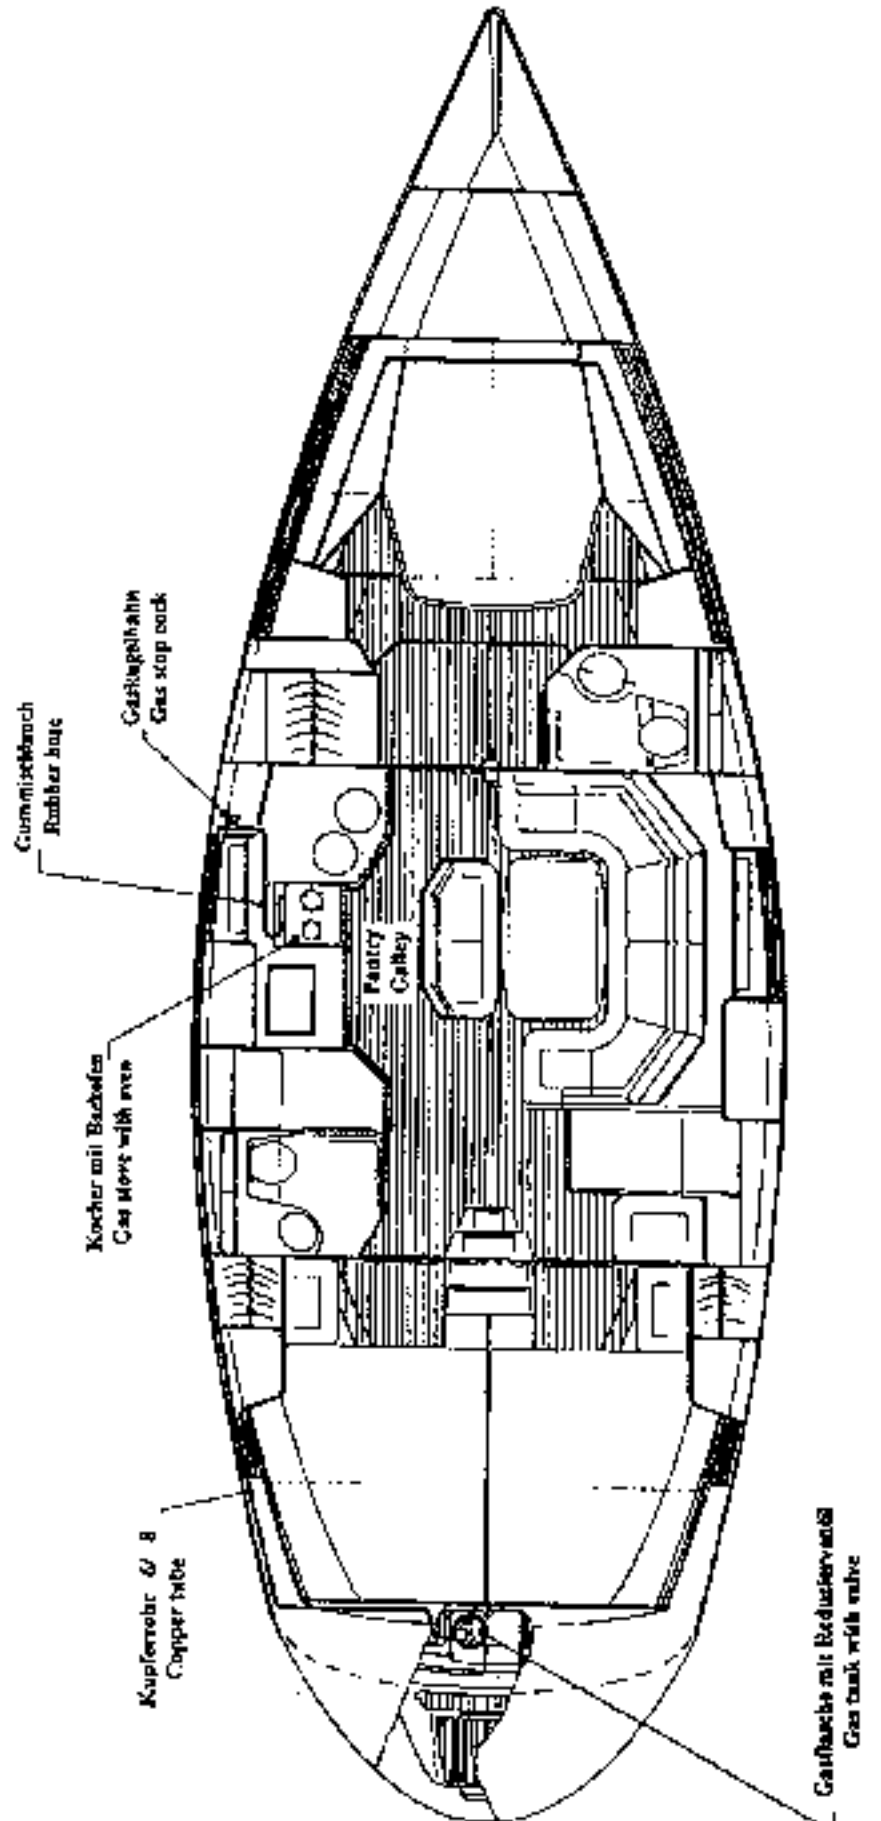 Gaskugelhahn
Gas stop cock
Gummischlauch
Rubber hose
Pantry
Galley
Kocher mit Backofen
Gas stove with oven
Kupferrohr 6/ 8
Copper tube
Gasflasche mit Reduzierventil
Gas tank with valve